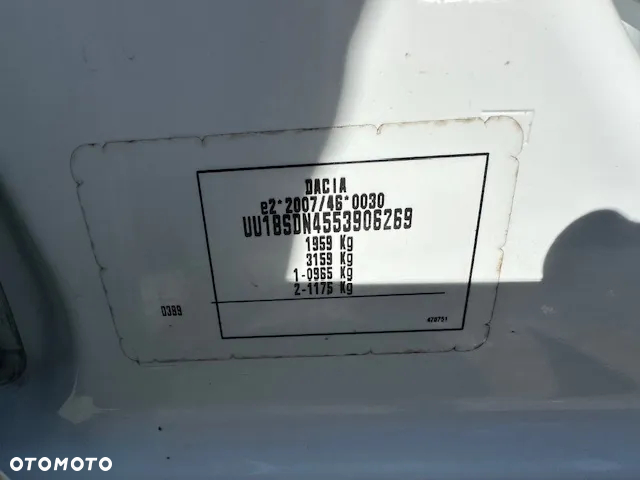 DACIA
e2*2007/46*0030
UU1BSDN4553906269
1959 Kg
3159 Kg
1-0965 Kg
2-1175 Kg
D389
OTOMOTO